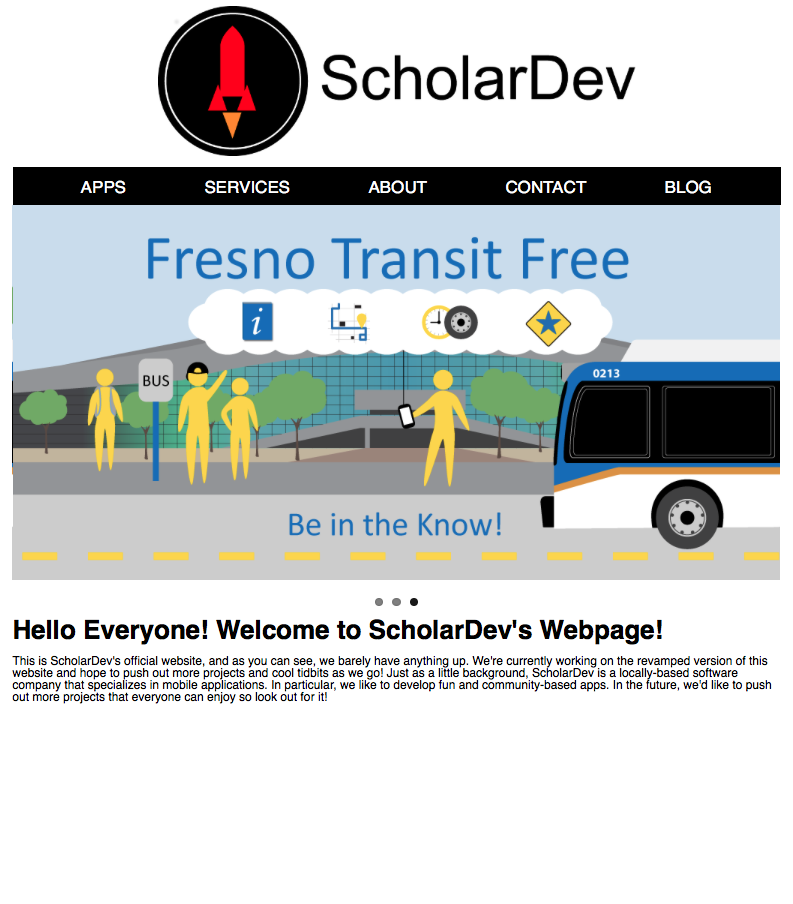 ScholarDev
APPS SERVICES ABOUT CONTACT BLOG
Fresno Transit Free
i
BUS
0213
Be in the Know!
Hello Everyone! Welcome to ScholarDev's Webpage!
This is ScholarDev's official website, and as you can see, we barely have anything up. We're currently working on the revamped version of this
website and hope to push out more projects and cool tidbits as we go! Just as a little background, ScholarDev is a locally-based software
company that specializes in mobile applications. In particular, we like to develop fun and community-based apps. In the future, we'd like to push
out more projects that everyone can enjoy so look out for it!